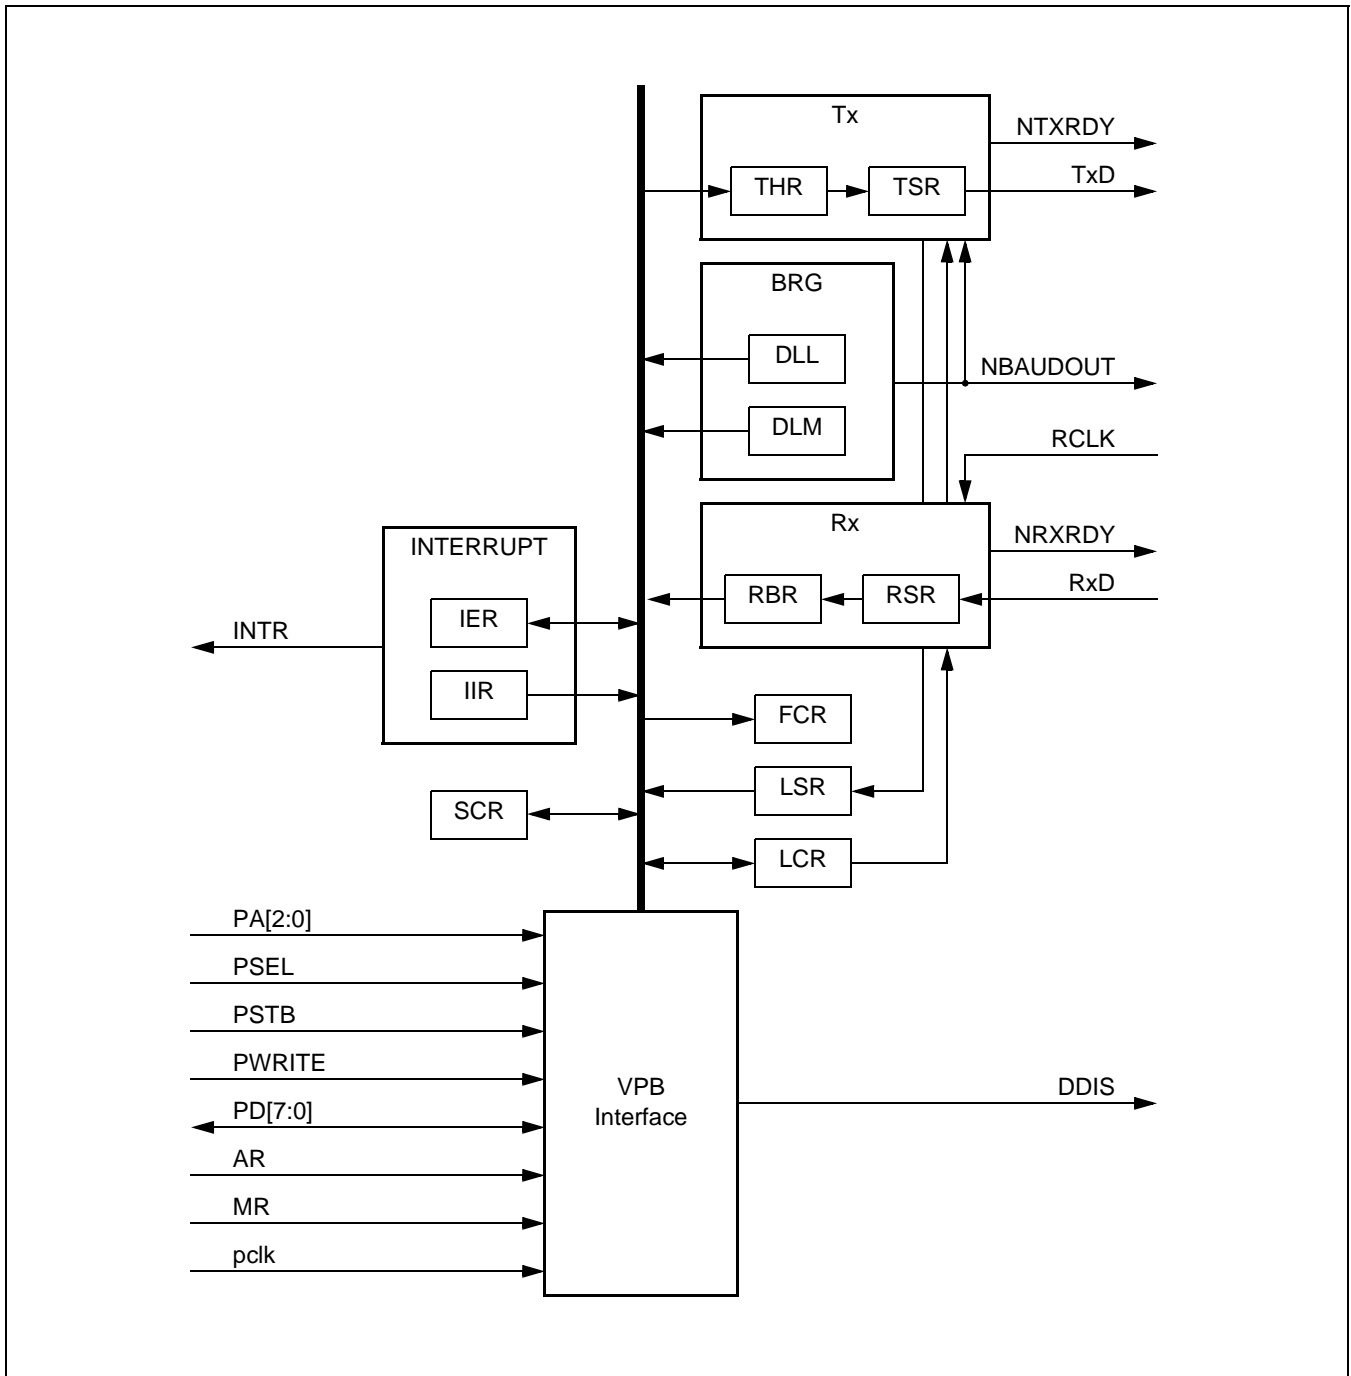 Tx
NTXRDY
THR
TSR
TxD
BRG
DLL
NBAUDOUT
DLM
RCLK
Rx
NRXRDY
INTERRUPT
RBR
RSR
RxD
IER
INTR
IIR
FCR
LSR
SCR
LCR
PA[2:0]
PSEL
PSTB
PWRITE
VPB
Interface
DDIS
PD[7:0]
AR
MR
pclk